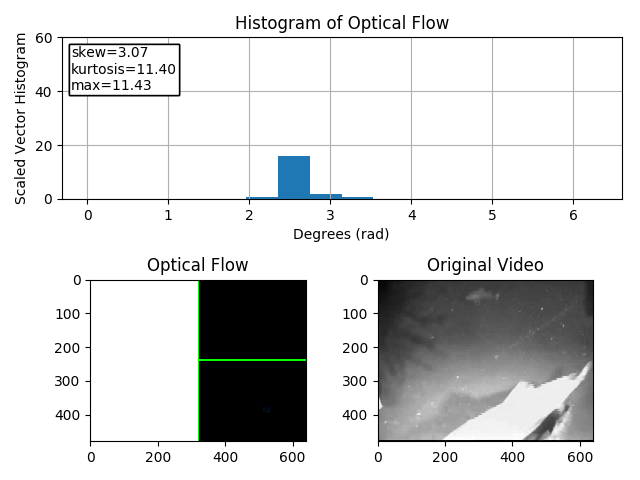 Histogram of Optical Flow
Scaled Vector Histogram
60
40
20
0
skew=3.07
kurtosis=11.40
max=11.43
0 1 2 3 4 5 6
Degrees (rad)
Optical Flow
0
100
200
300
400
0 200 400 600
Original Video
0
100
200
300
400
0 200 400 600